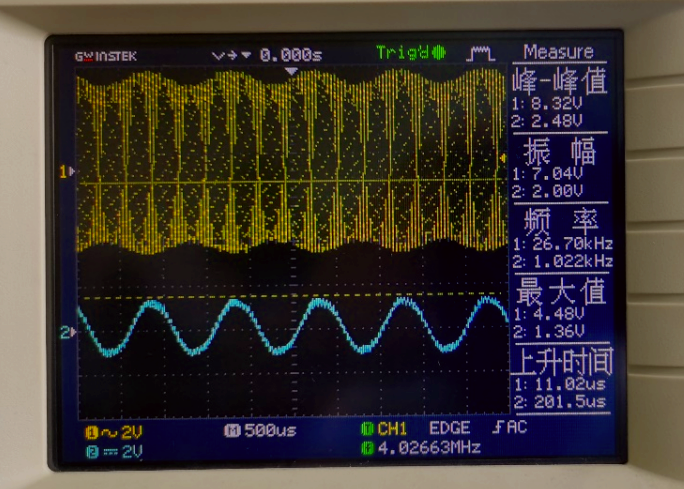 GWINSTEK 0.000s Trig'd Measure
峰-峰值
1: 8.32V
2: 2.48V
振 幅
1: 7.04V
2: 2.00V
频 率
1: 26.70kHz
2: 1.022kHz
最大值
1: 4.48V
2: 1.36V
上升时间
1: 11.02us
2: 201.5us
1
2
1 ~ 2V M 500us T CH1 EDGE AC
2 2V 4.02663MHz